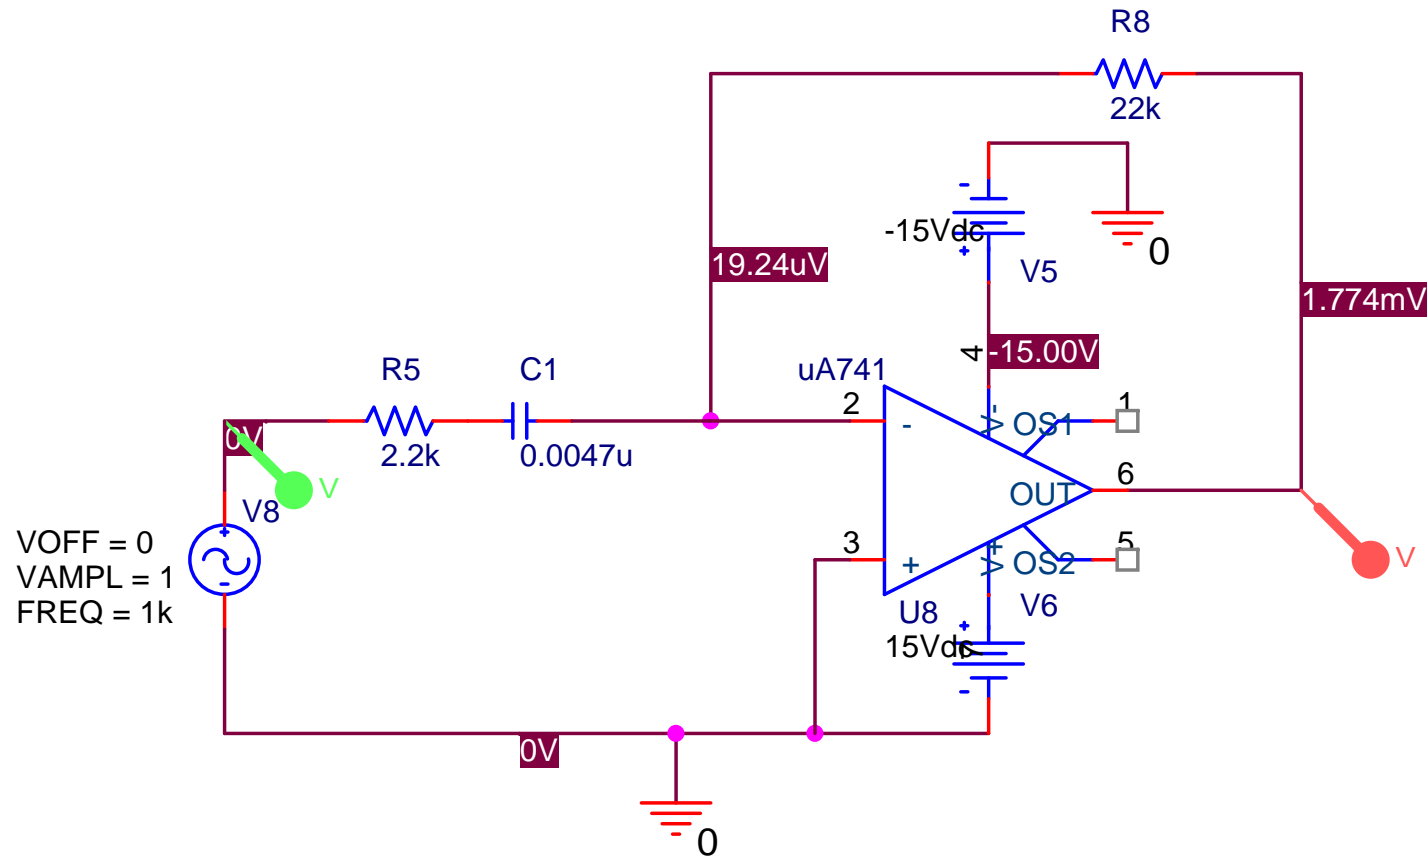 R8
22k
-
-15Vdc
+
V5
0
19.24uV
1.774mV
4
-15.00V
R5
C1
uA741
2
1
0V
2.2k
0.0047u
-
V-
OS1
V
V8
OUT
6
VOFF = 0
VAMPL = 1
FREQ = 1k
+
-
3
5
+
V+
OS2
V
U8
V6
+
15Vdc
7
-
0V
0